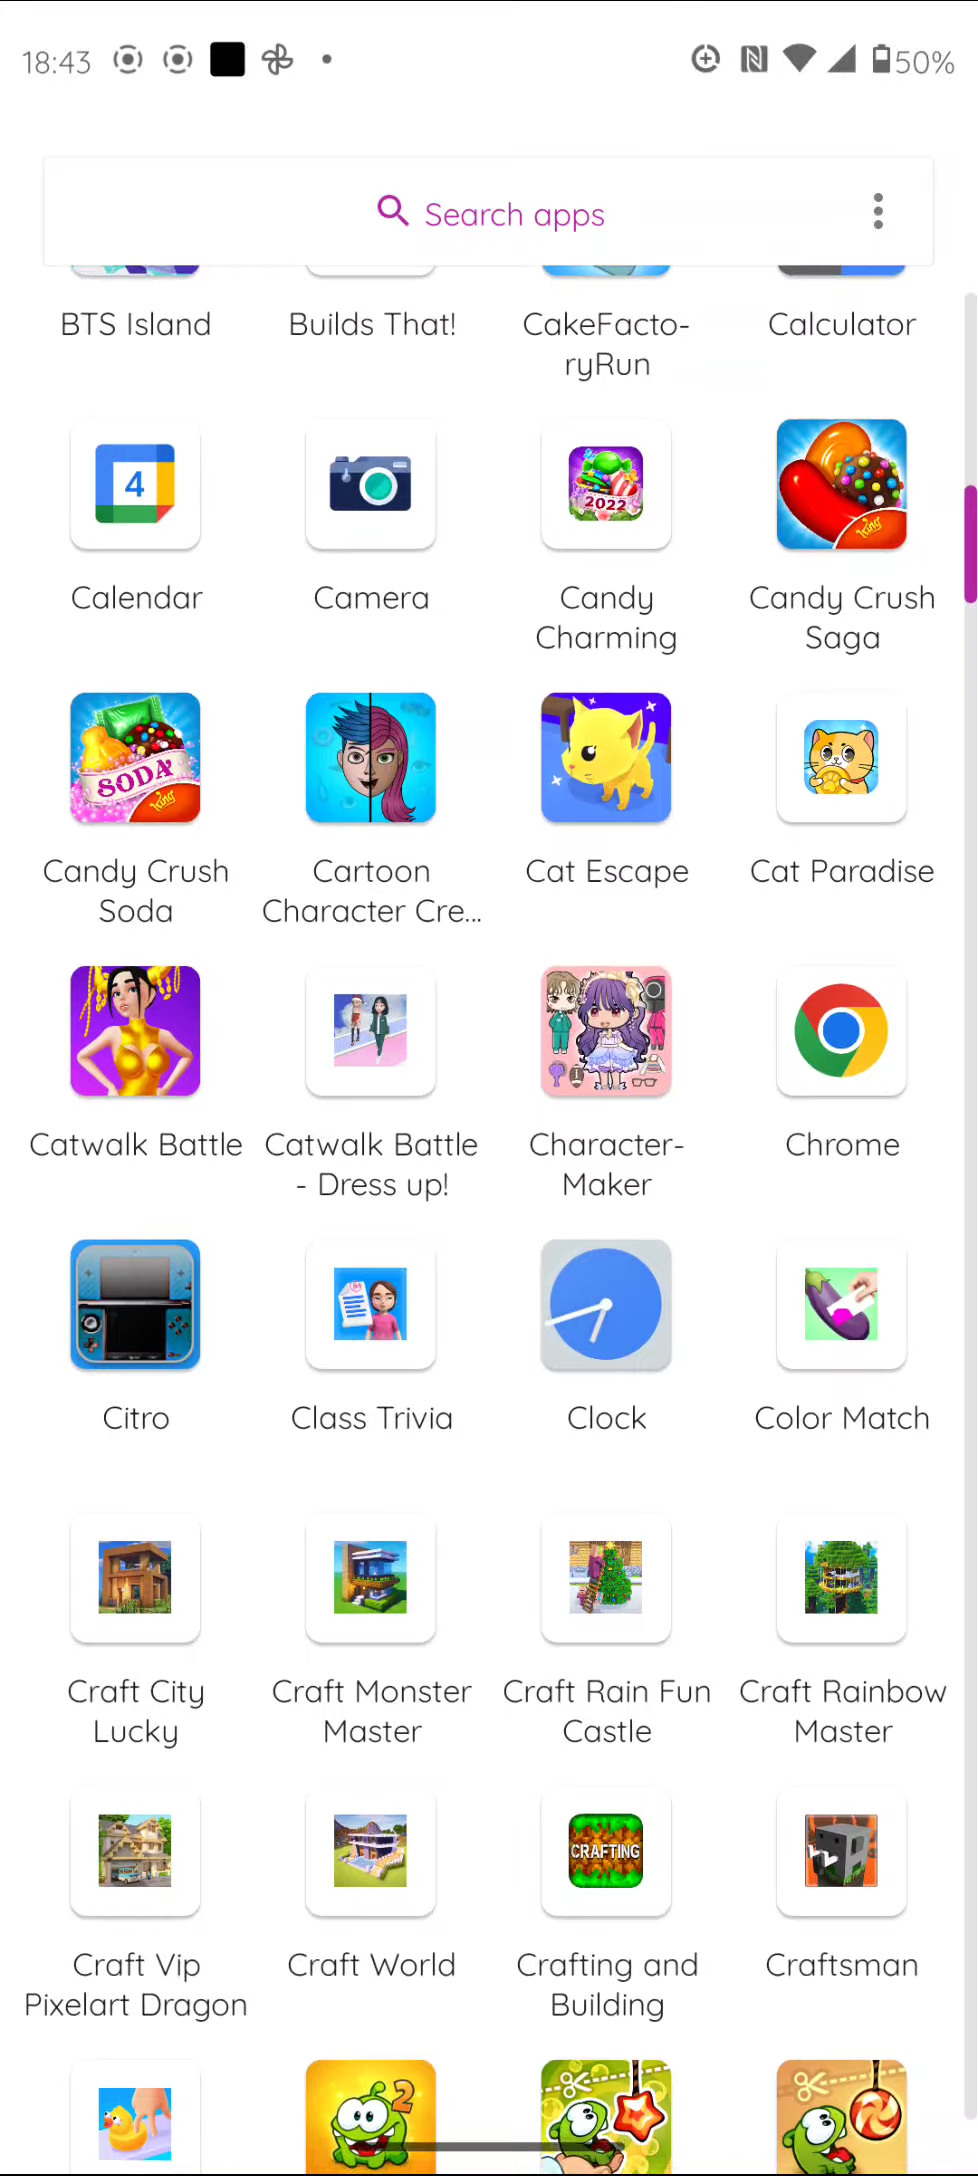 18:43
50%
Search apps
BTS Island
Builds That!
CakeFacto-
ryRun
Calculator
4
2022
king
Calendar
Camera
Candy
Charming
Candy Crush
Saga
SODA
king
Candy Crush
Soda
Cartoon
Character Cre...
Cat Escape
Cat Paradise
Catwalk Battle
Catwalk Battle
- Dress up!
Character-
Maker
Chrome
Citro
Class Trivia
Clock
Color Match
Craft City
Lucky
Craft Monster
Master
Craft Rain Fun
Castle
Craft Rainbow
Master
CRAFTING
Craft Vip
Pixelart Dragon
Craft World
Crafting and
Building
Craftsman
2